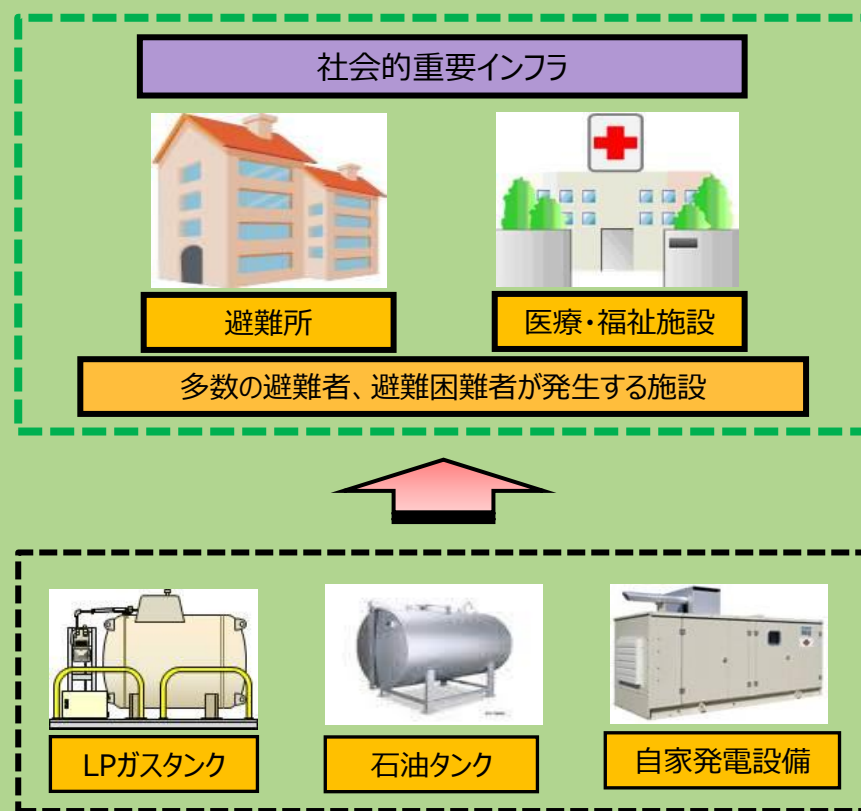 社会的重要インフラ
避難所
医療・福祉施設
多数の避難者、避難困難者が発生する施設
LPガスタンク
石油タンク
自家発電設備